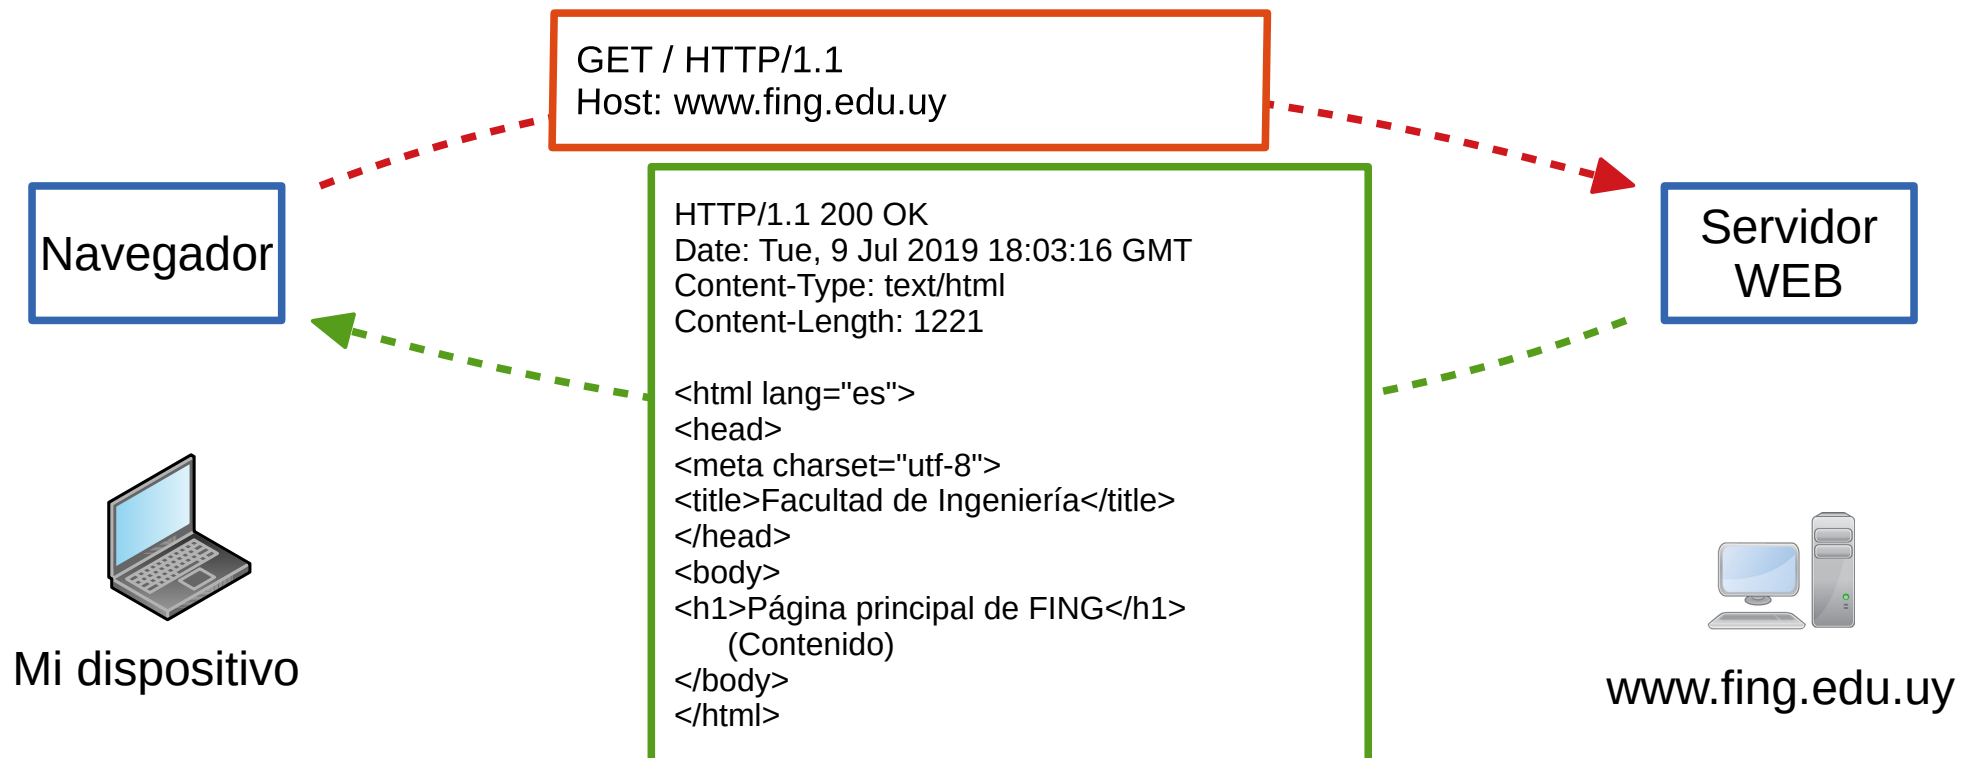 GET / HTTP/1.1
Host: www.fing.edu.uy
Navegador
Servidor
WEB
HTTP/1.1 200 OK
Date: Tue, 9 Jul 2019 18:03:16 GMT
Content-Type: text/html
Content-Length: 1221
<html lang="es">
<head>
<meta charset="utf-8">
<title>Facultad de Ingeniería</title>
</head>
<body>
<h1>Página principal de FING</h1>
(Contenido)
</body>
</html>
Mi dispositivo
www.fing.edu.uy